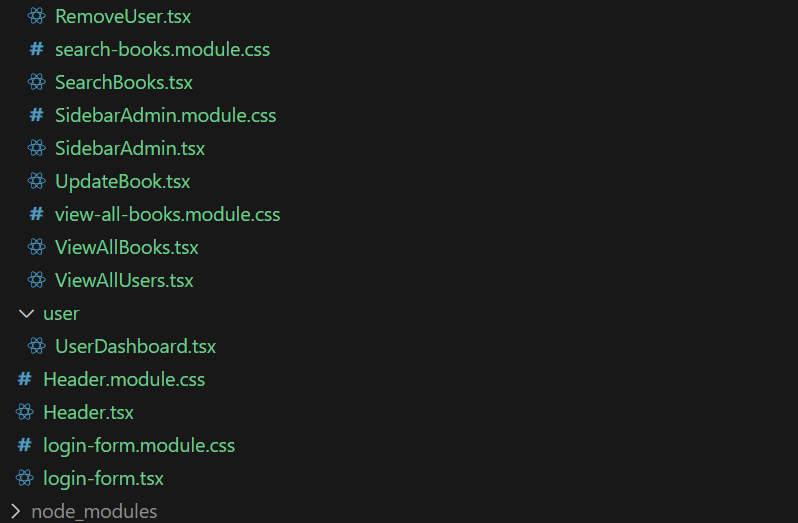 RemoveUser.tsx
# search-books.module.css
SearchBooks.tsx
# SidebarAdmin.module.css
SidebarAdmin.tsx
UpdateBook.tsx
# view-all-books.module.css
ViewAllBooks.tsx
ViewAllUsers.tsx
user
UserDashboard.tsx
# Header.module.css
Header.tsx
# login-form.module.css
login-form.tsx
node_modules